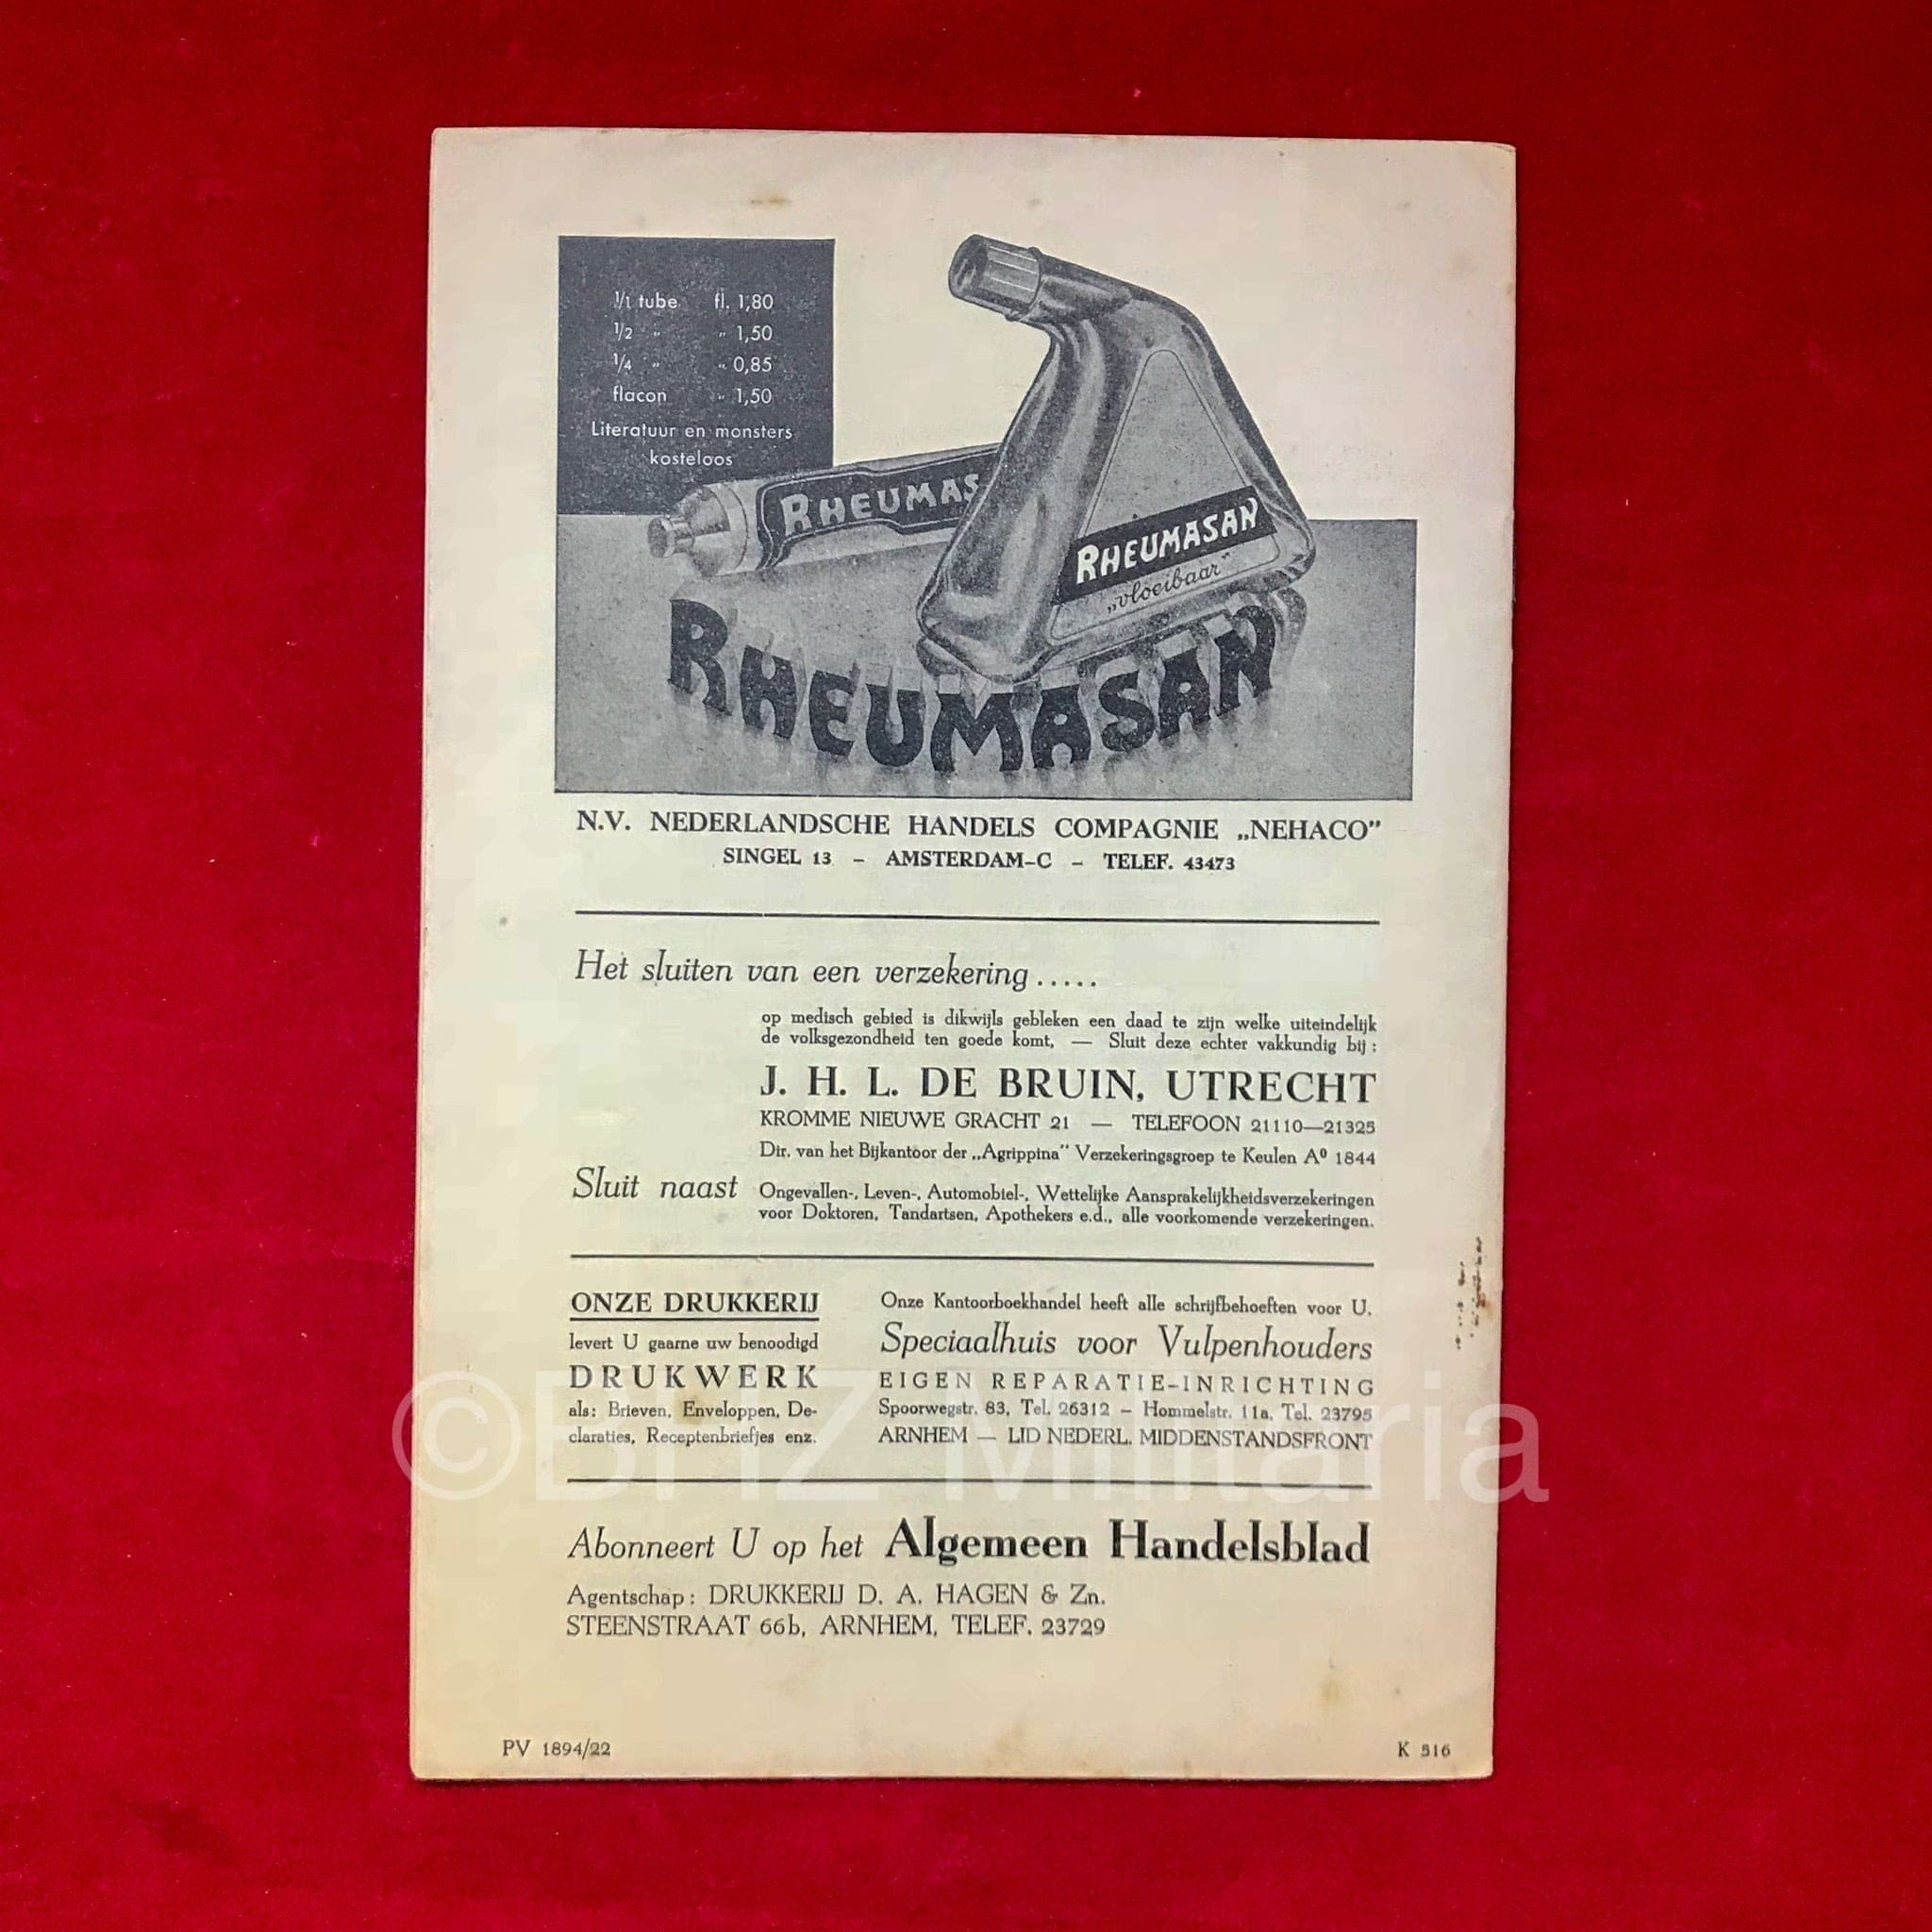 1/1 tube fl. 1,80
1/2 „ „ 1,50
1/4 „ „ 0,85
flacon „ 1,50
Literatuur en monsters
kosteloos
RHEUMAS
RHEUMASAN
„vloeibaar"
RHEUMASAN
N.V. NEDERLANDSCHE HANDELS COMPAGNIE „NEHACO”
SINGEL 13 – AMSTERDAM-C – TELEF. 43473
Het sluiten van een verzekering.....
op medisch gebied is dikwijls gebleken een daad te zijn welke uiteindelijk
de volksgezondheid ten goede komt, — Sluit deze echter vakkundig bij :
J. H. L. DE BRUIN, UTRECHT
KROMME NIEUWE GRACHT 21 — TELEFOON 21110—21325
Dir. van het Bijkantoor der „Agrippina" Verzekeringsgroep te Keulen A⁰ 1844
Sluit naast Ongevallen-, Leven-, Automobiel-, Wettelijke Aansprakelijkheidsverzekeringen
voor Doktoren, Tandartsen, Apothekers e.d., alle voorkomende verzekeringen.
ONZE DRUKKERIJ
levert U gaarne uw benoodigd
DRUKWERK
als: Brieven, Enveloppen, De-
claraties, Receptenbriefjes enz.
Onze Kantoorboekhandel heeft alle schrijfbehoeften voor U.
Speciaalhuis voor Vulpenhouders
EIGEN REPARATIE-INRICHTING
Spoorwegstr. 83, Tel. 26312 – Hommelstr. 11a, Tel. 23795
ARNHEM — LID NEDERL. MIDDENSTANDSFRONT
©BHZ Militaria
Abonneert U op het Algemeen Handelsblad
Agentschap: DRUKKERIJ D. A. HAGEN & Zn.
STEENSTRAAT 66b, ARNHEM, TELEF. 23729
PV 1894/22
K 516